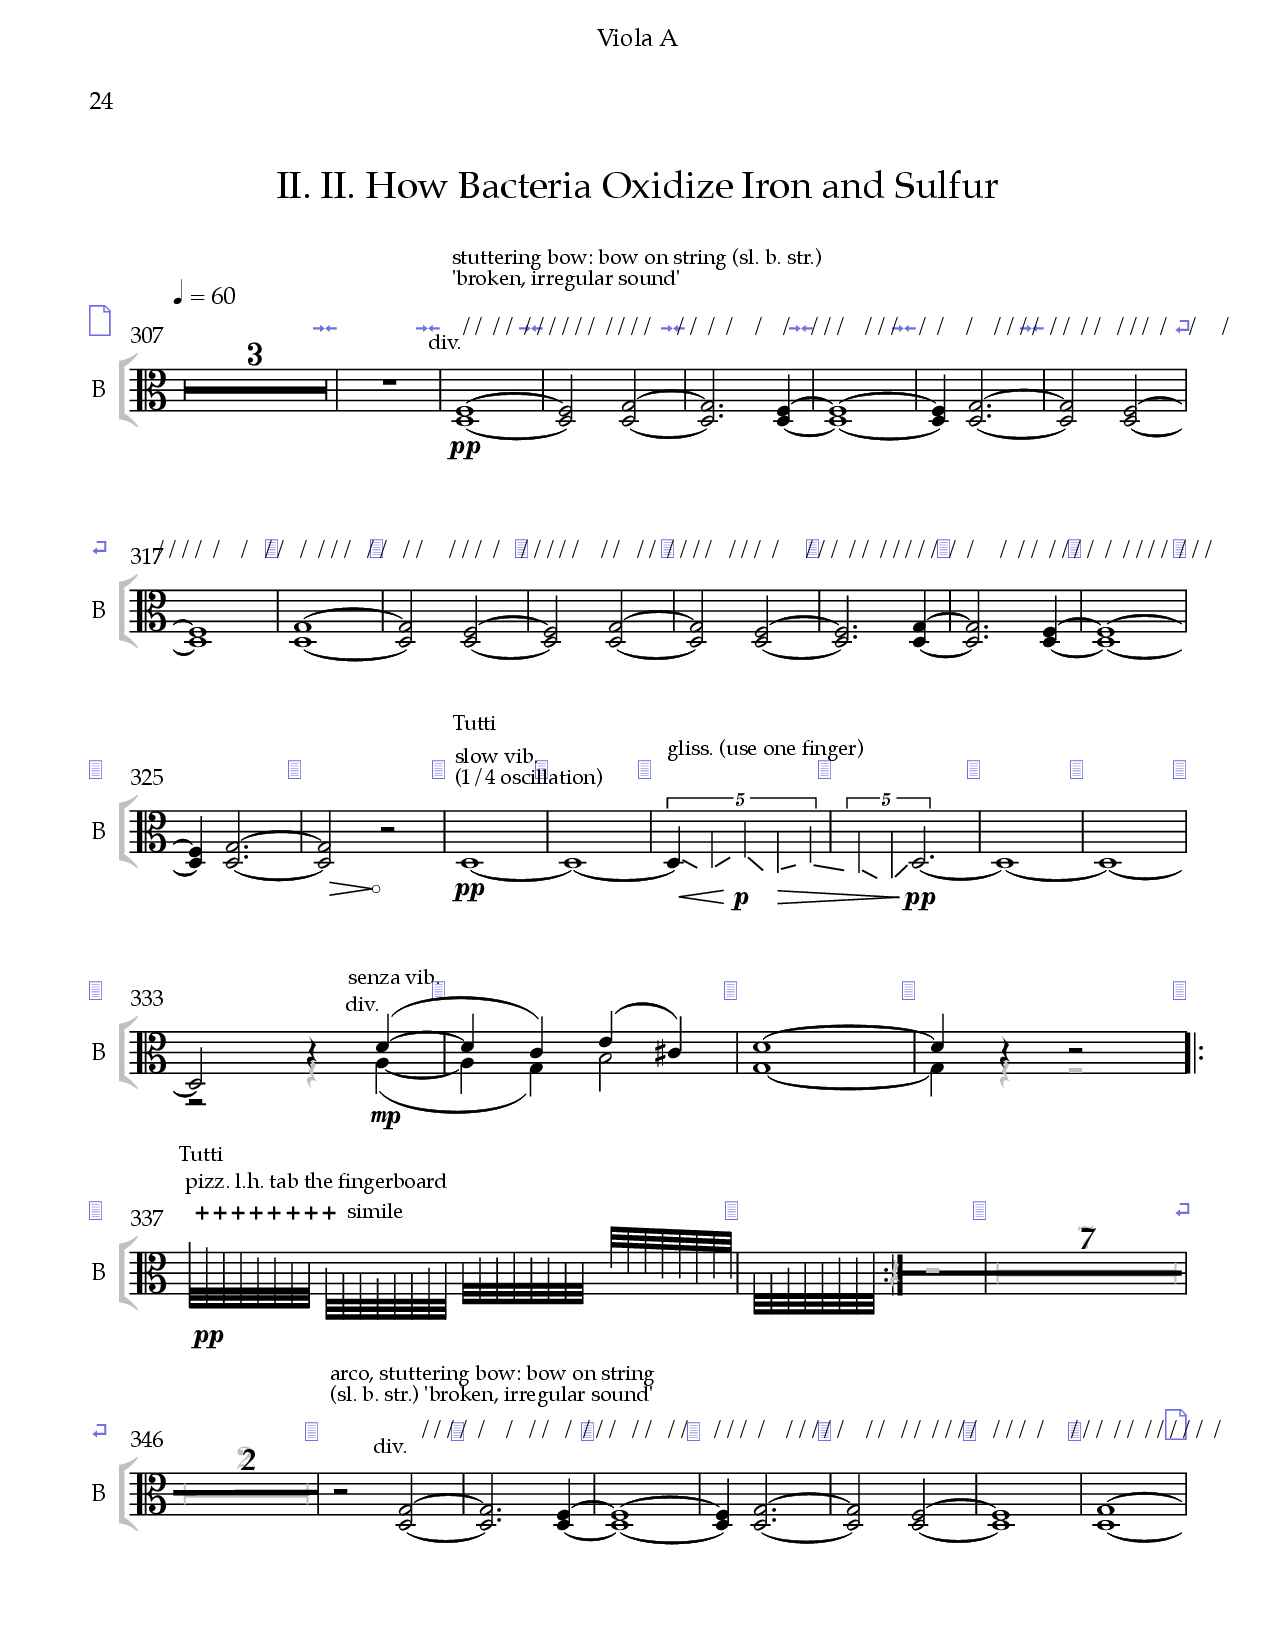 Viola A
24
II. II. How Bacteria Oxidize Iron and Sulfur
stuttering bow: bow on string (sl. b. str.)
'broken, irregular sound'
♩ = 60
307
3
div.
B
pp
317
B
Tutti
slow vib.
(1/4 oscillation)
gliss. (use one finger)
325
5
5
B
pp
p
pp
senza vib.
333
div.
B
mp
Tutti
pizz. l.h. tab the fingerboard
337
++++++++ simile
7
B
pp
arco, stuttering bow: bow on string
(sl. b. str.) 'broken, irregular sound'
346
div.
2
B